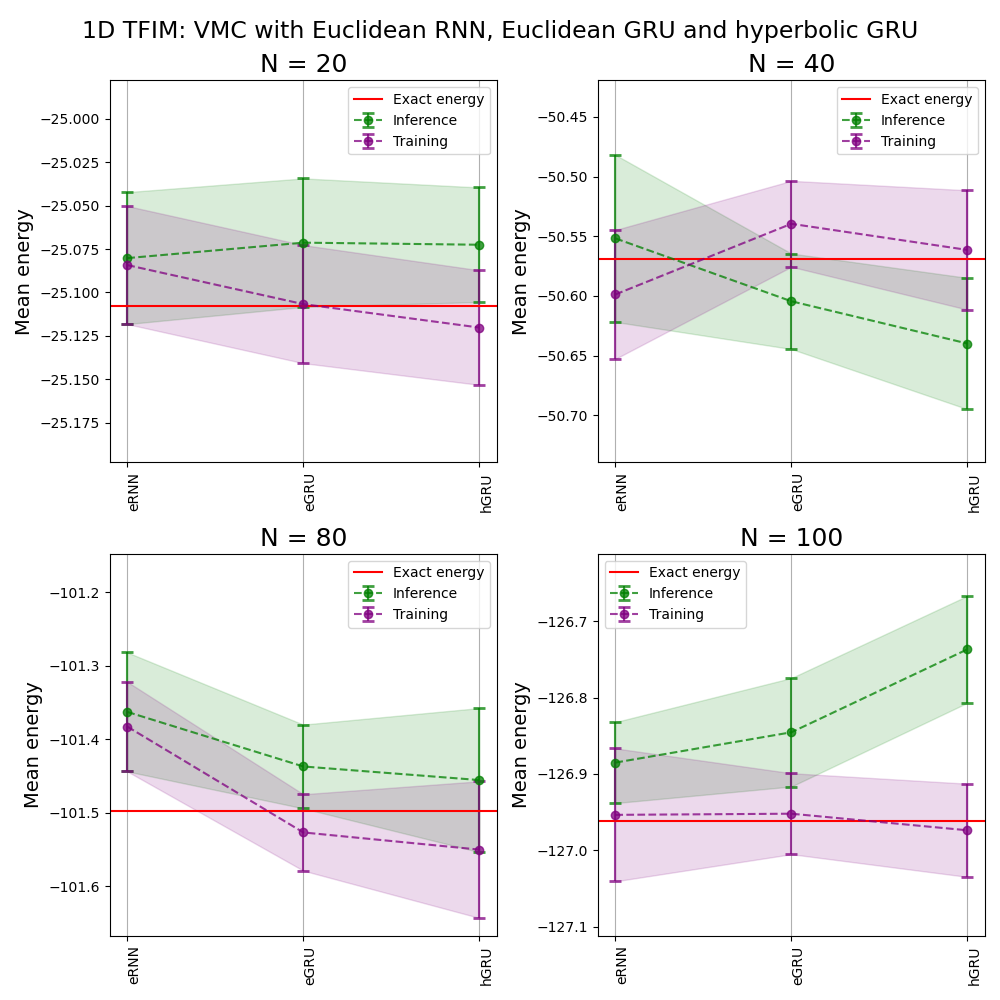 1D TFIM: VMC with Euclidean RNN, Euclidean GRU and hyperbolic GRU
N = 20
Mean energy
−25.000
−25.025
−25.050
−25.075
−25.100
−25.125
−25.150
−25.175
Exact energy
Inference
Training
eRNN
eGRU
hGRU
N = 40
Mean energy
−50.45
−50.50
−50.55
−50.60
−50.65
−50.70
Exact energy
Inference
Training
eRNN
eGRU
hGRU
N = 80
Mean energy
−101.2
−101.3
−101.4
−101.5
−101.6
Exact energy
Inference
Training
eRNN
eGRU
hGRU
N = 100
Mean energy
−126.7
−126.8
−126.9
−127.0
−127.1
Exact energy
Inference
Training
eRNN
eGRU
hGRU